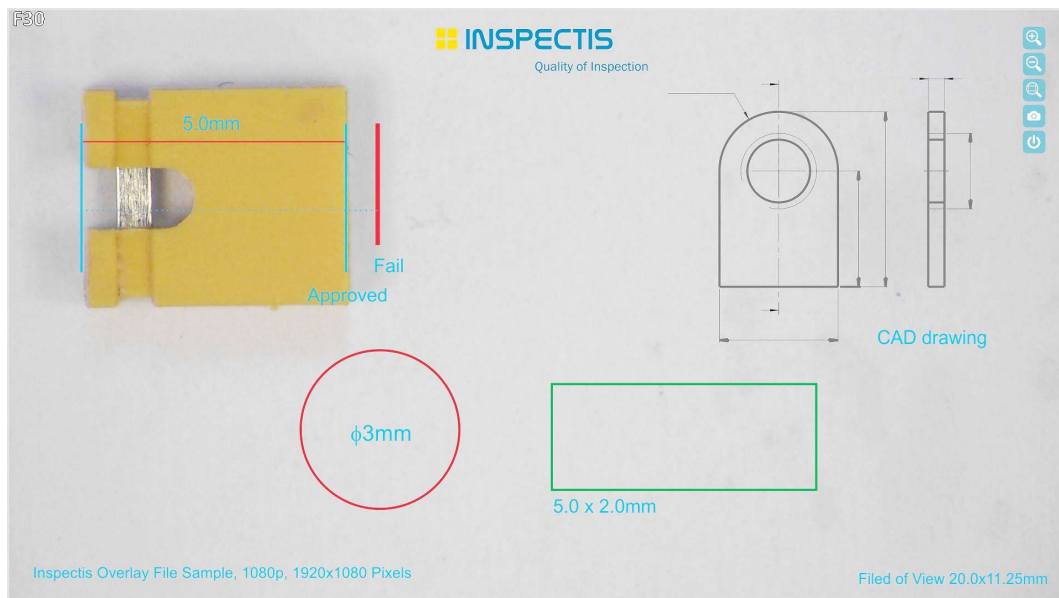 F30
INSPECTIS
Quality of Inspection
5.0mm
Fail
Approved
CAD drawing
ϕ3mm
5.0 x 2.0mm
Inspectis Overlay File Sample, 1080p, 1920x1080 Pixels
Filed of View 20.0x11.25mm